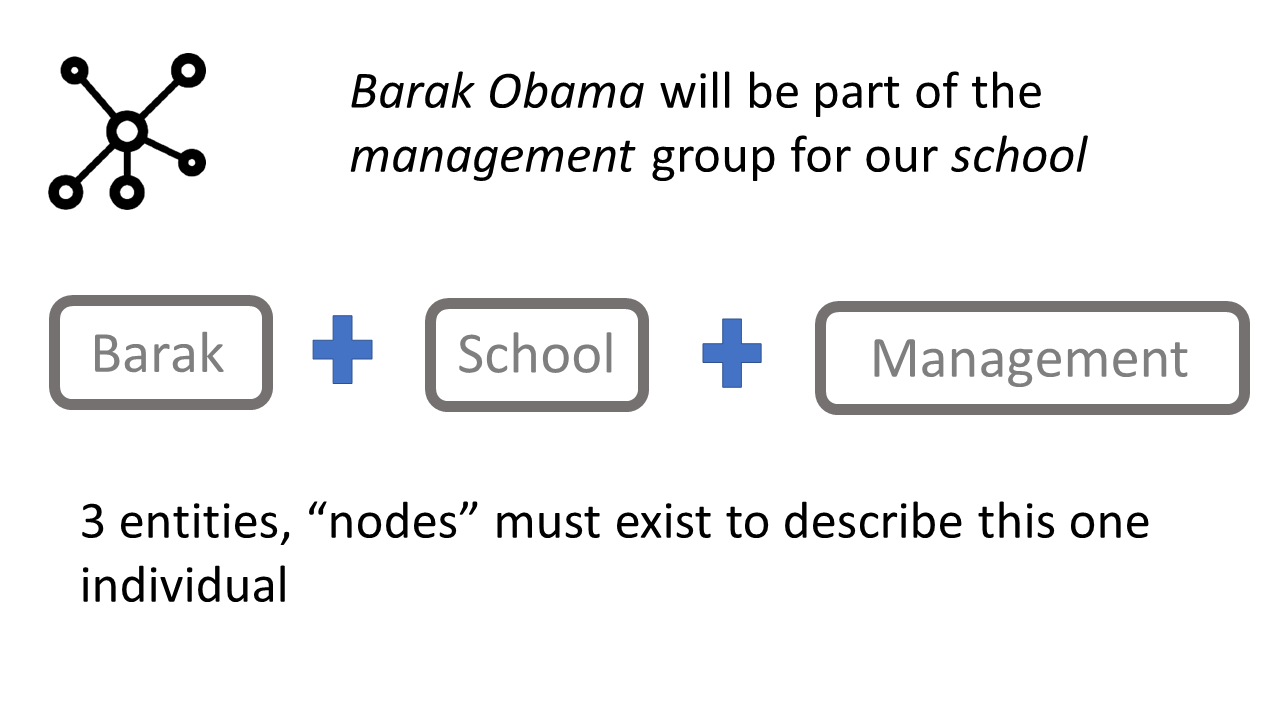 Barak Obama will be part of the
management group for our school
Barak
School
Management
3 entities, “nodes” must exist to describe this one
individual